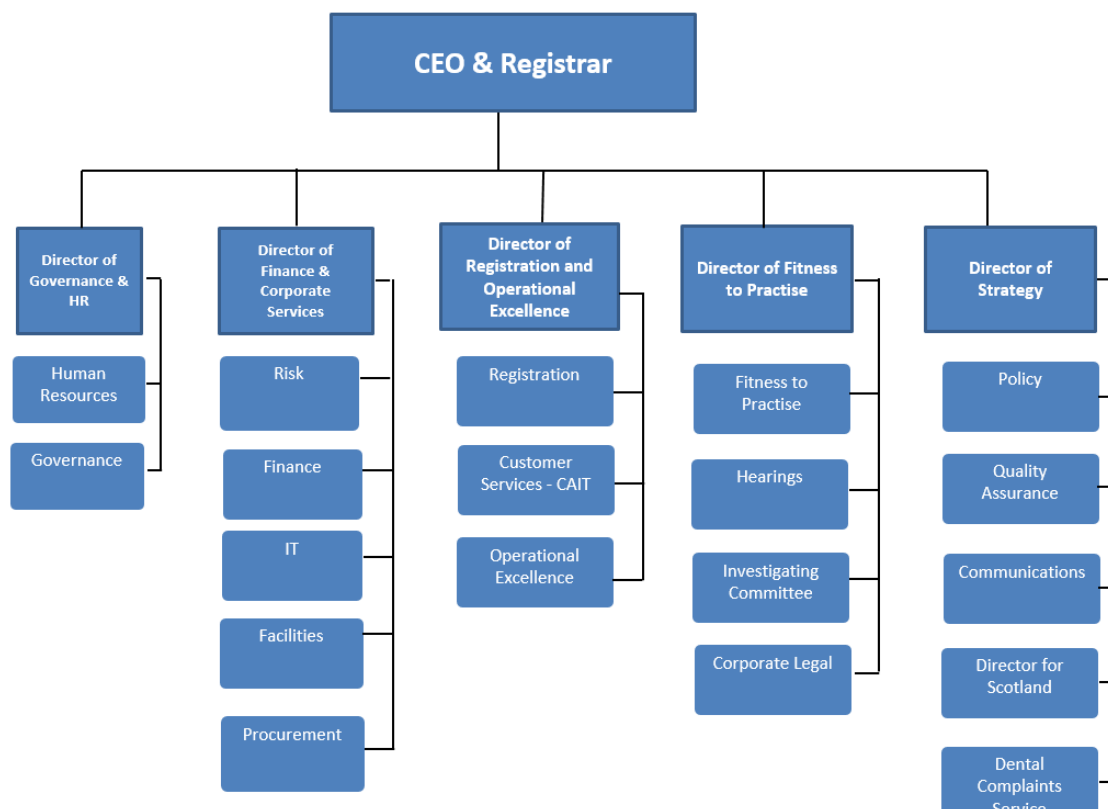 CEO & Registrar
Director of
Governance &
HR
Human
Resources
Governance
Director of
Finance &
Corporate
Services
Risk
Finance
IT
Facilities
Procurement
Director of
Registration and
Operational
Excellence
Registration
Customer
Services - CAIT
Operational
Excellence
Director of Fitness
to Practise
Fitness to
Practise
Hearings
Investigating
Committee
Corporate Legal
Director of
Strategy
Policy
Quality
Assurance
Communications
Director for
Scotland
Dental
Complaints
Service